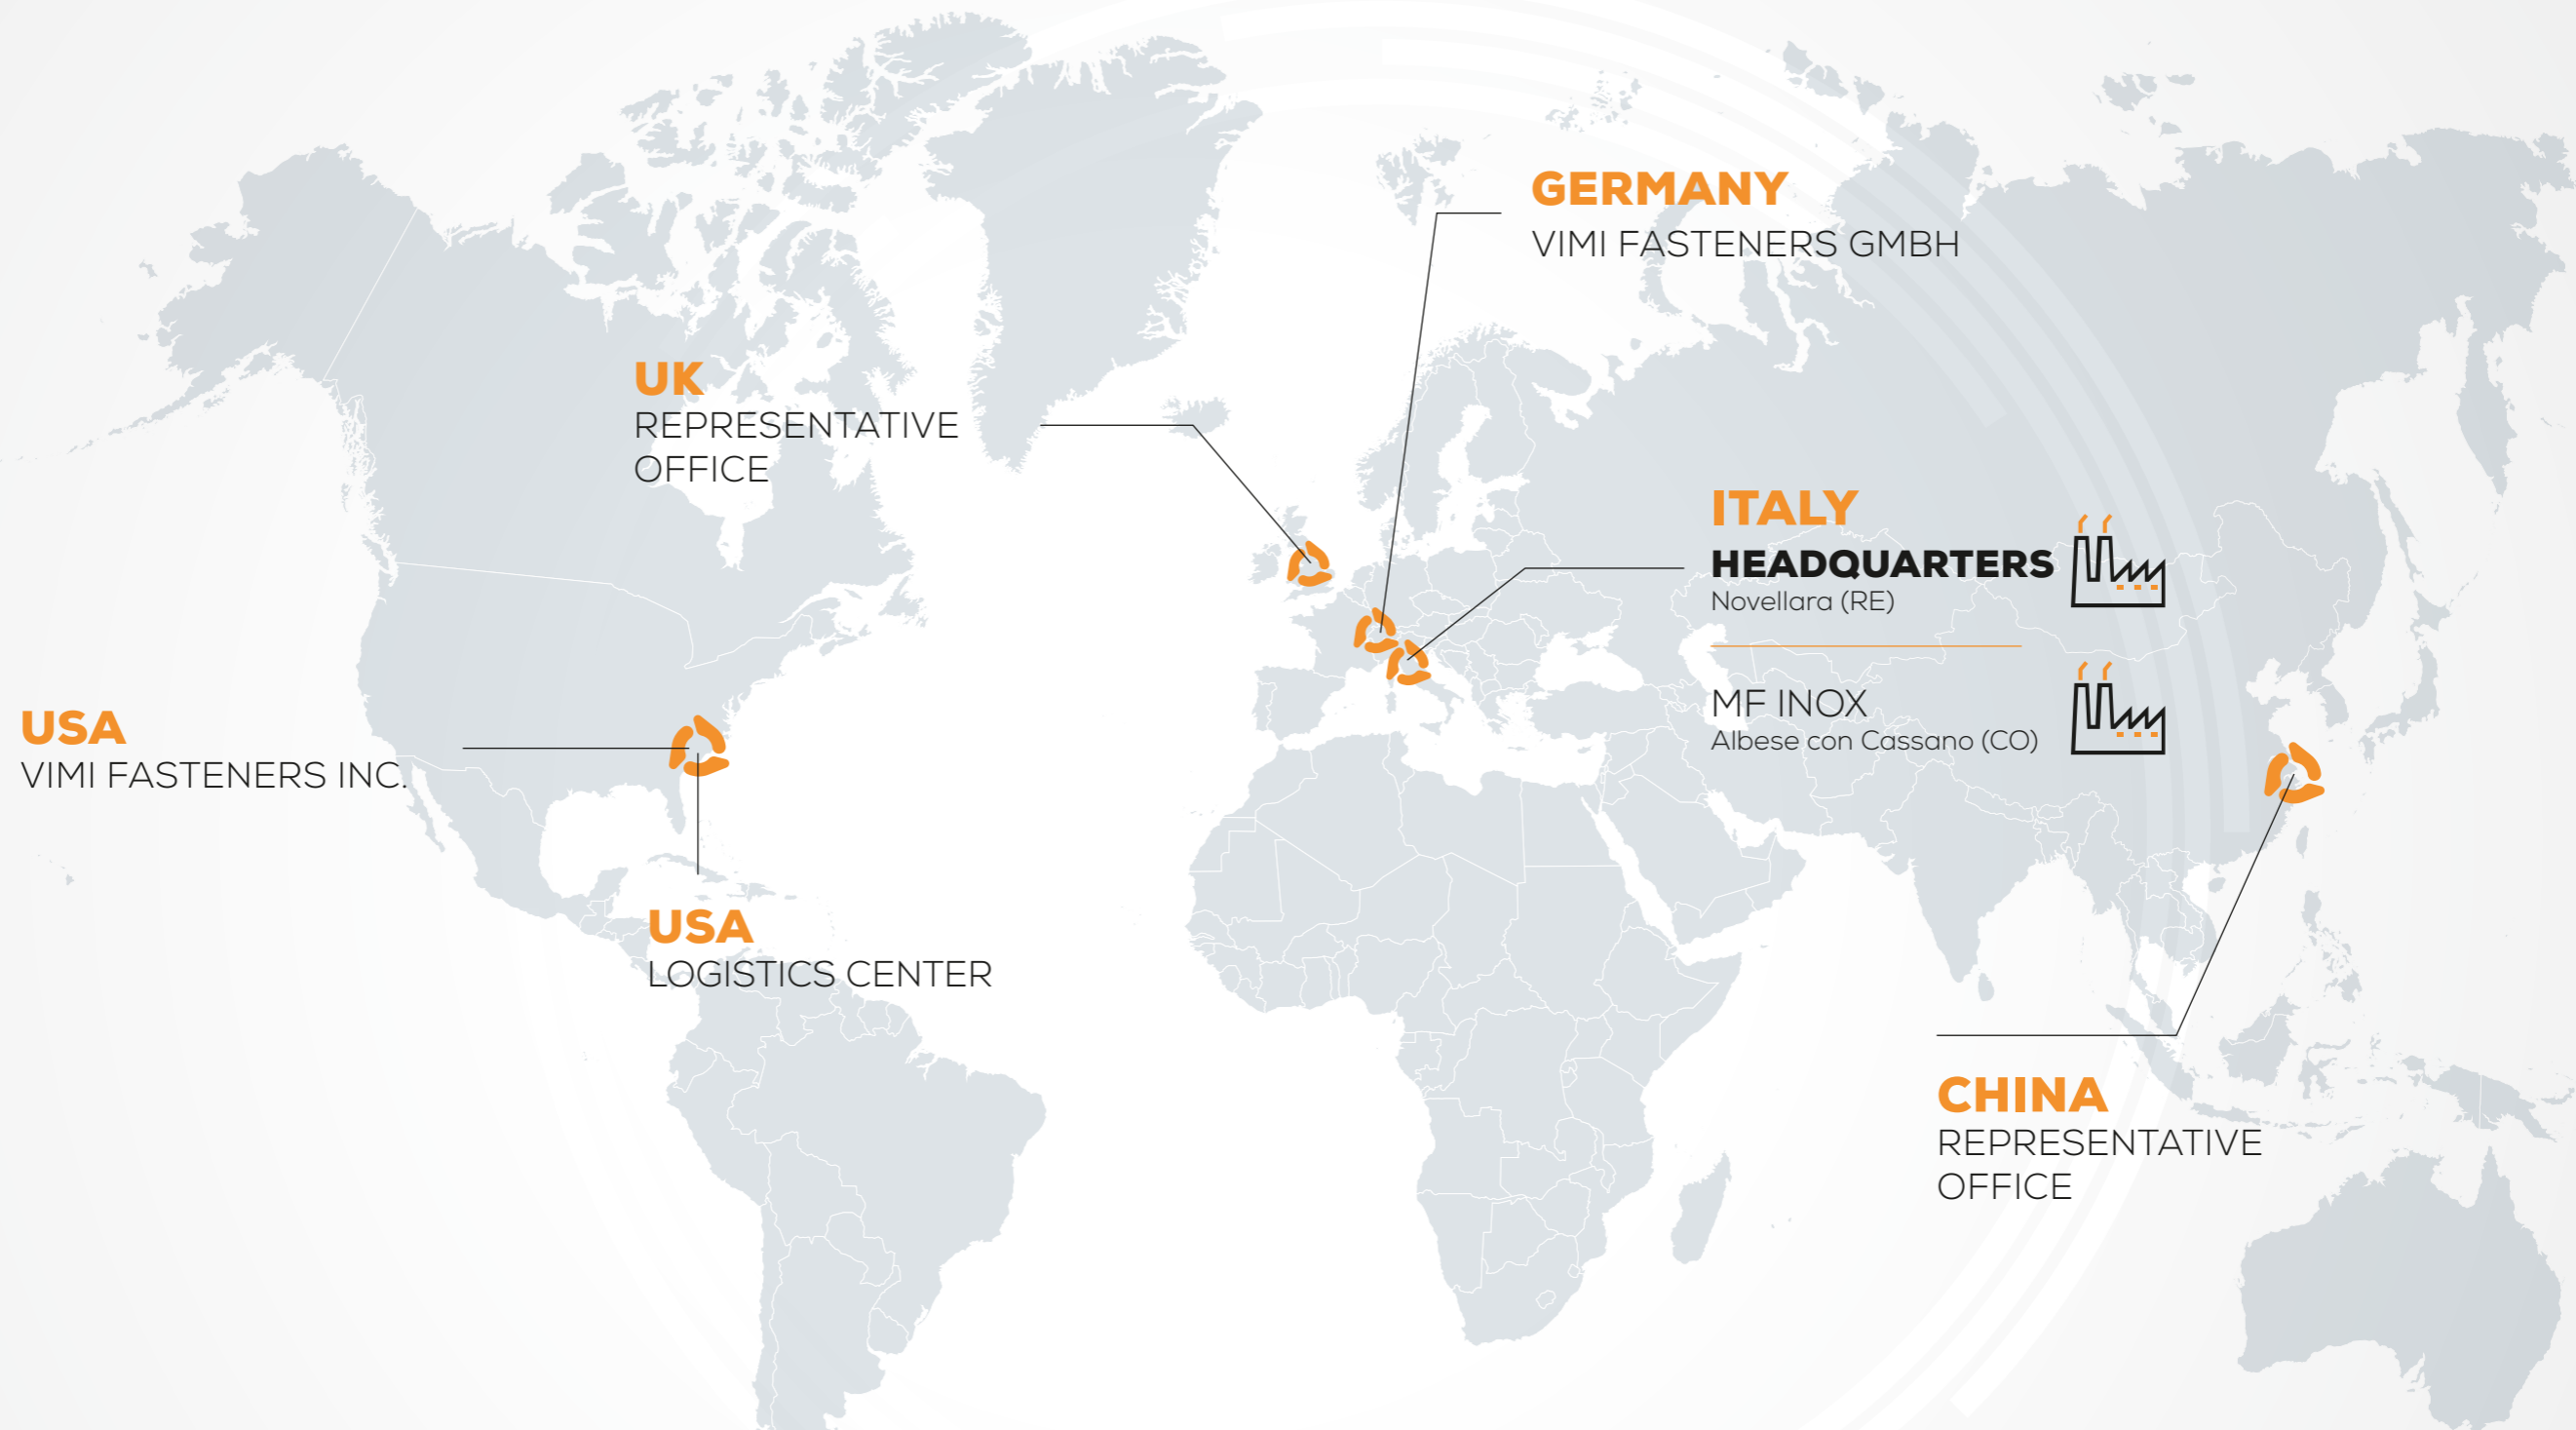 GERMANY
VIMI FASTENERS GMBH
UK
REPRESENTATIVE
OFFICE
ITALY
HEADQUARTERS
Novellara (RE)
MF INOX
Albese con Cassano (CO)
USA
VIMI FASTENERS INC.
USA
LOGISTICS CENTER
CHINA
REPRESENTATIVE
OFFICE